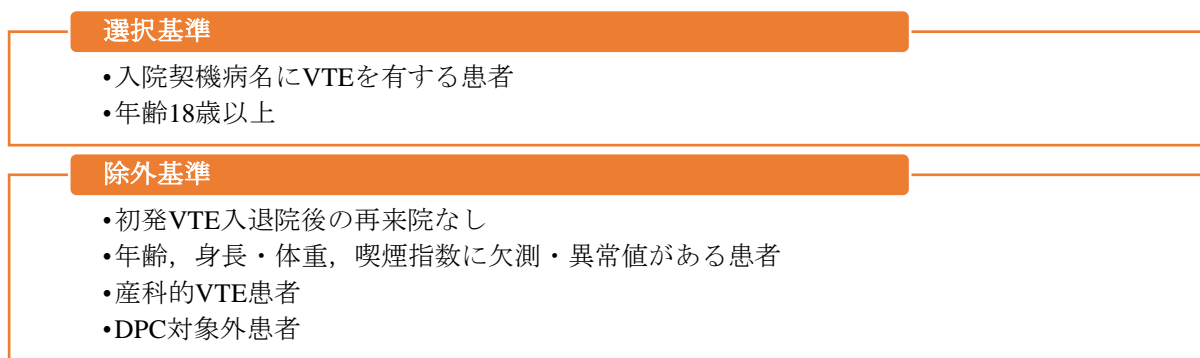 選択基準
•入院契機病名にVTEを有する患者
•年齢18歳以上
除外基準
•初発VTE入退院後の再来院なし
•年齢，身長・体重，喫煙指数に欠測・異常値がある患者
•産科的VTE患者
•DPC対象外患者